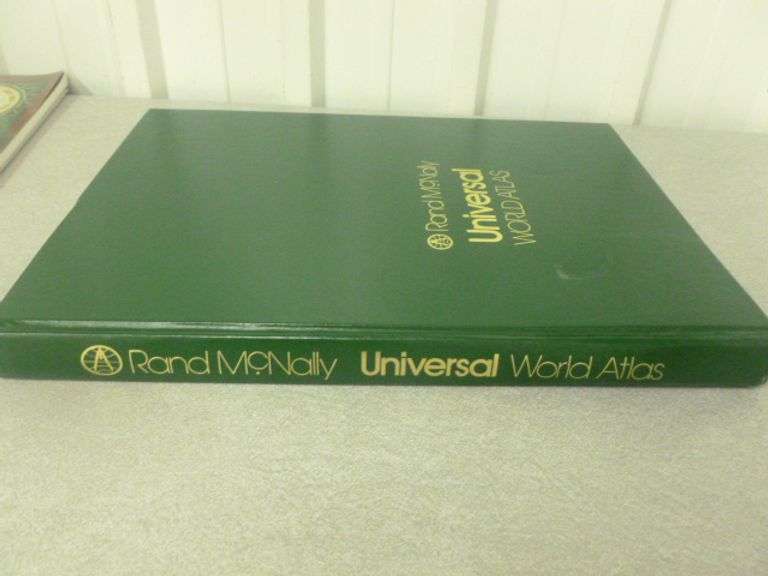 Rand McNally
Universal
WORLD ATLAS
Rand McNally Universal World Atlas